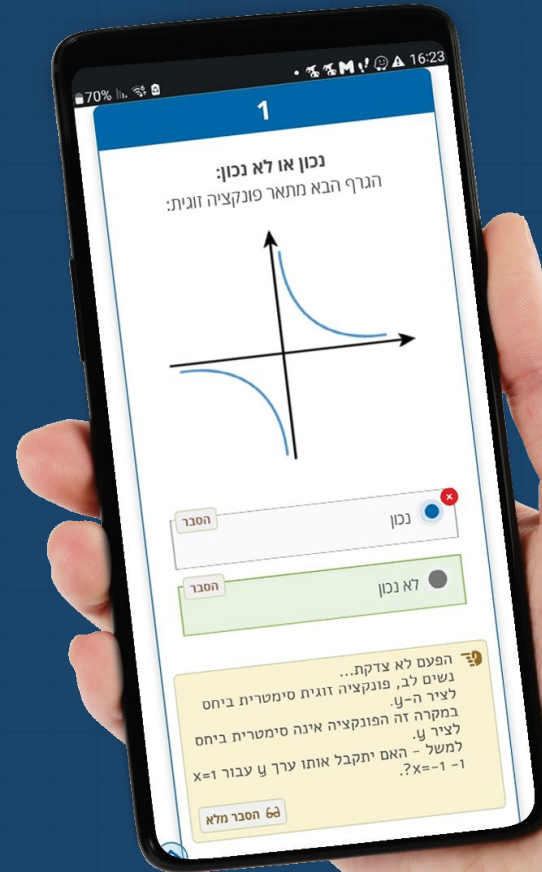 70%
16:23
1
נכון או לא נכון:
הגרף הבא מתאר פונקציה זוגית:
נכון
הסבר
לא נכון
הסבר
הפעם לא צדקת...
נשים לב, פונקציה זוגית סימטרית ביחס
לציר ה-y.
במקרה זה הפונקציה אינה סימטרית ביחס
לציר y.
למשל - האם יתקבל אותו ערך y עבור x=1
ו- x=-1?.
הסבר מלא